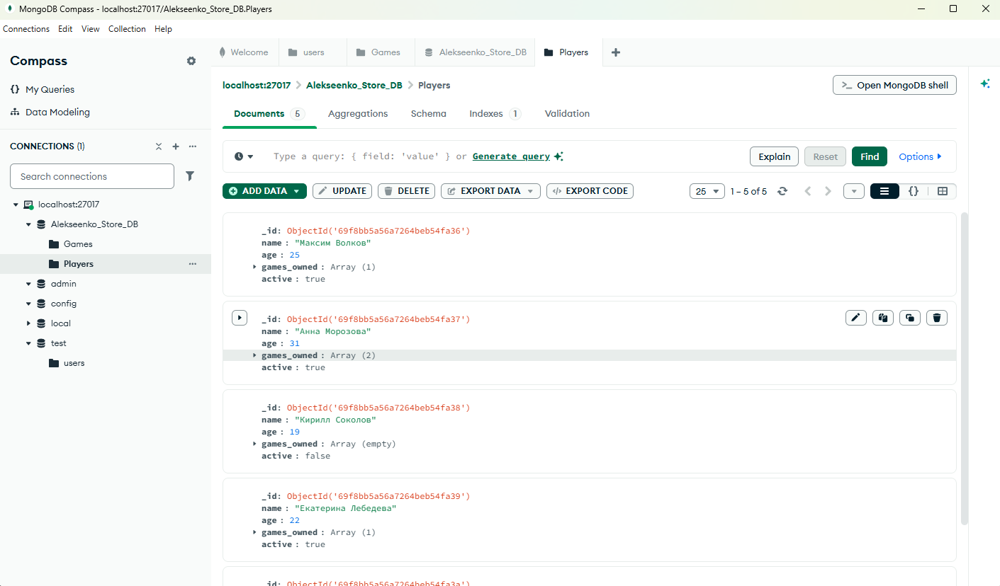 MongoDB Compass - localhost:27017/Alekseenko_Store_DB.Players
Connections Edit View Collection Help
Compass
My Queries
Data Modeling
CONNECTIONS (1)
Search connections
localhost:27017
Alekseenko_Store_DB
Games
Players
admin
config
local
test
users
Welcome users Games Alekseenko_Store_DB Players
localhost:27017 > Alekseenko_Store_DB > Players
>_ Open MongoDB shell
Documents 5 Aggregations Schema Indexes 1 Validation
Type a query: { field: 'value' } or Generate query
Explain Reset Find Options
ADD DATA UPDATE DELETE EXPORT DATA </> EXPORT CODE
25 1 – 5 of 5 {}
_id: ObjectId('69f8bb5a56a7264beb54fa36')
name : "Максим Волков"
age : 25
games_owned : Array (1)
active : true
_id: ObjectId('69f8bb5a56a7264beb54fa37')
name : "Анна Морозова"
age : 31
games_owned : Array (2)
active : true
_id: ObjectId('69f8bb5a56a7264beb54fa38')
name : "Кирилл Соколов"
age : 19
games_owned : Array (empty)
active : false
_id: ObjectId('69f8bb5a56a7264beb54fa39')
name : "Екатерина Лебедева"
age : 22
games_owned : Array (1)
active : true
_id: ObjectId('69f8bb5a56a7264beb54fa3a')